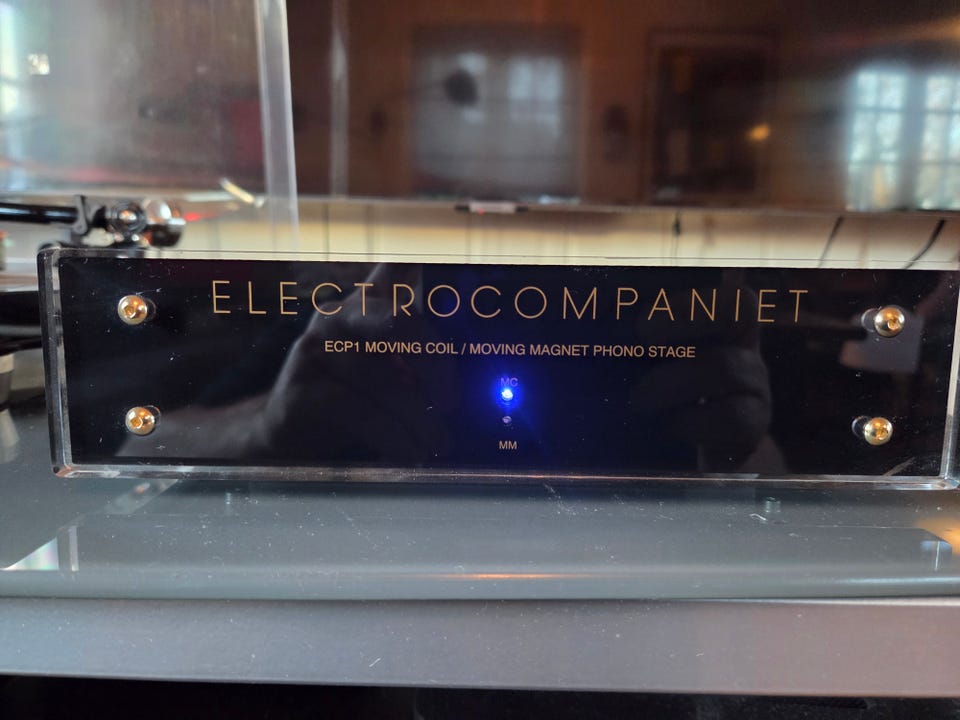 ELECTROCOMPANIET
ECP1 MOVING COIL / MOVING MAGNET PHONO STAGE
MC
MM